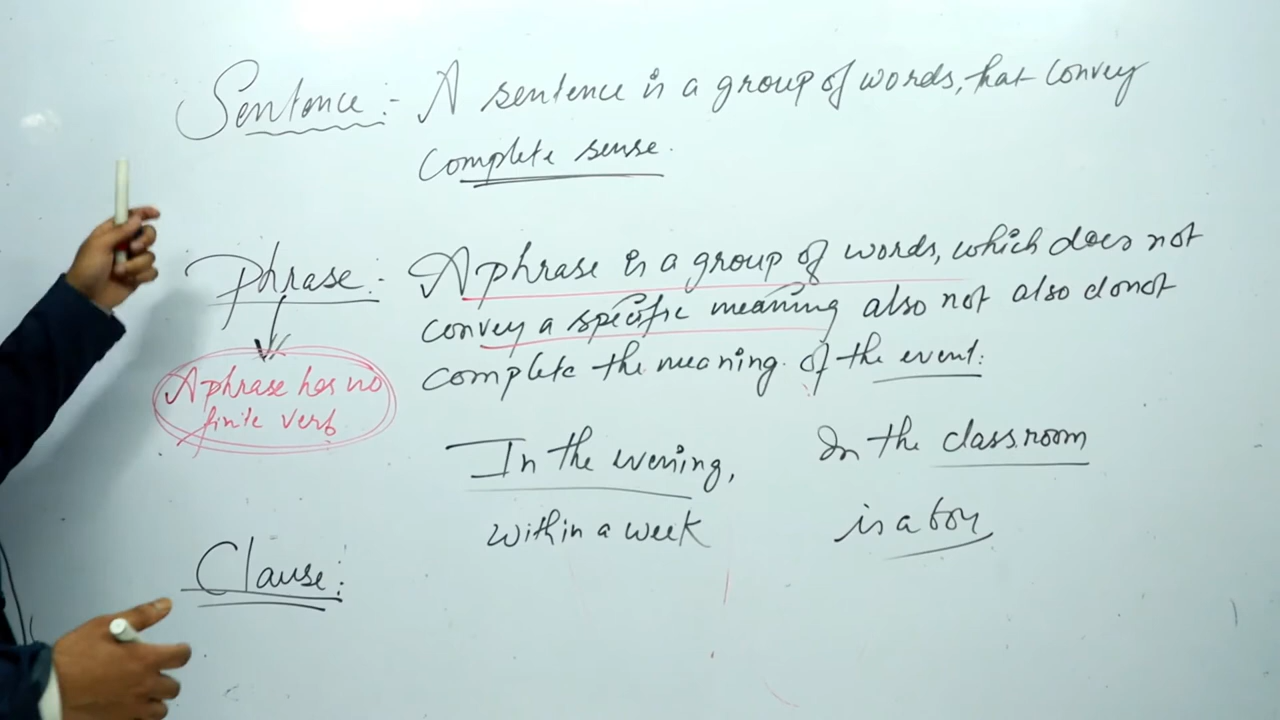 Sentence:- A sentence is a group of words, that convey
complete sense.
Phrase:- A phrase is a group of words, which does not
convey a specific meaning also not also do not
complete the meaning of the event:
A phrase has no
finite verb
In the evening,
within a week
In the classroom
is a boy
Clause: